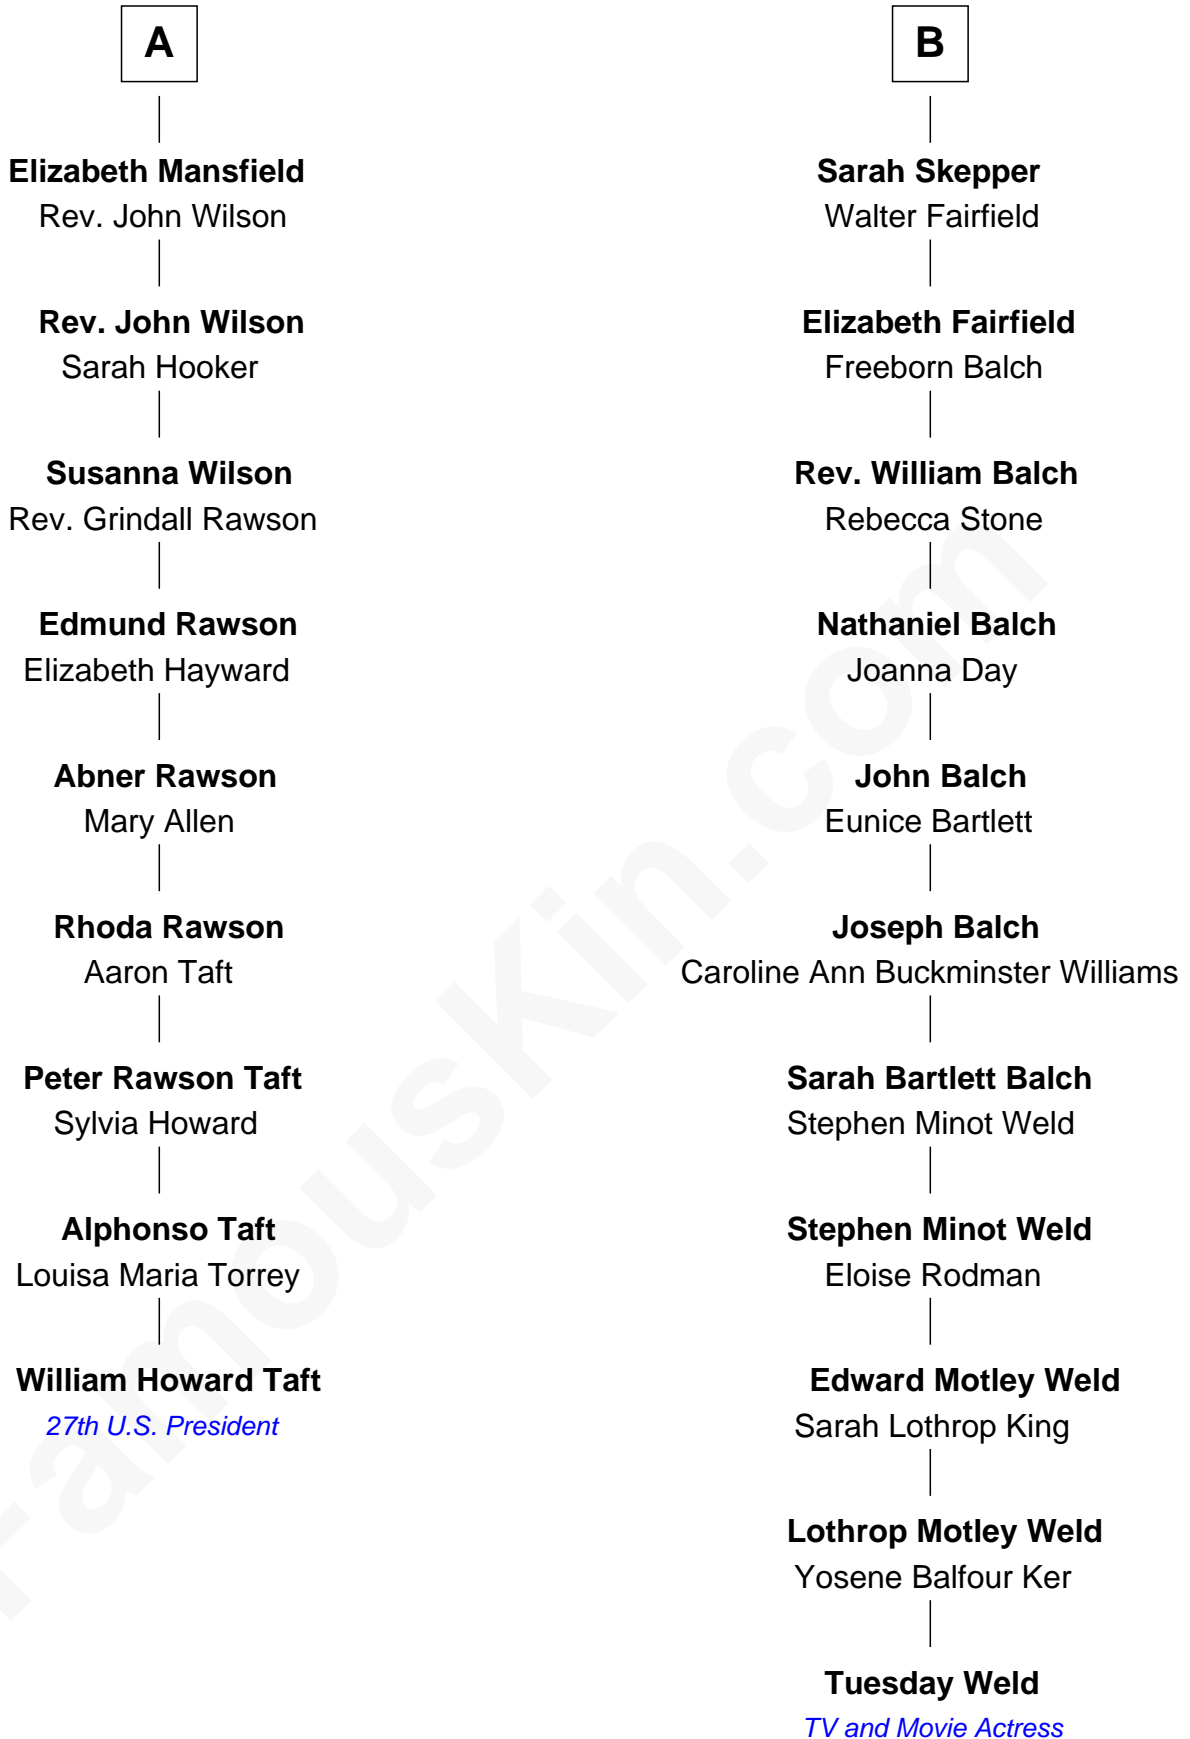 A
Elizabeth Mansfield
Rev. John Wilson
Rev. John Wilson
Sarah Hooker
Susanna Wilson
Rev. Grindall Rawson
Edmund Rawson
Elizabeth Hayward
Abner Rawson
Mary Allen
Rhoda Rawson
Aaron Taft
Peter Rawson Taft
Sylvia Howard
Alphonso Taft
Louisa Maria Torrey
William Howard Taft
27th U.S. President
B
Sarah Skepper
Walter Fairfield
Elizabeth Fairfield
Freeborn Balch
Rev. William Balch
Rebecca Stone
Nathaniel Balch
Joanna Day
John Balch
Eunice Bartlett
Joseph Balch
Caroline Ann Buckminster Williams
Sarah Bartlett Balch
Stephen Minot Weld
Stephen Minot Weld
Eloise Rodman
Edward Motley Weld
Sarah Lothrop King
Lothrop Motley Weld
Yosene Balfour Ker
Tuesday Weld
TV and Movie Actress
FamousKin.com